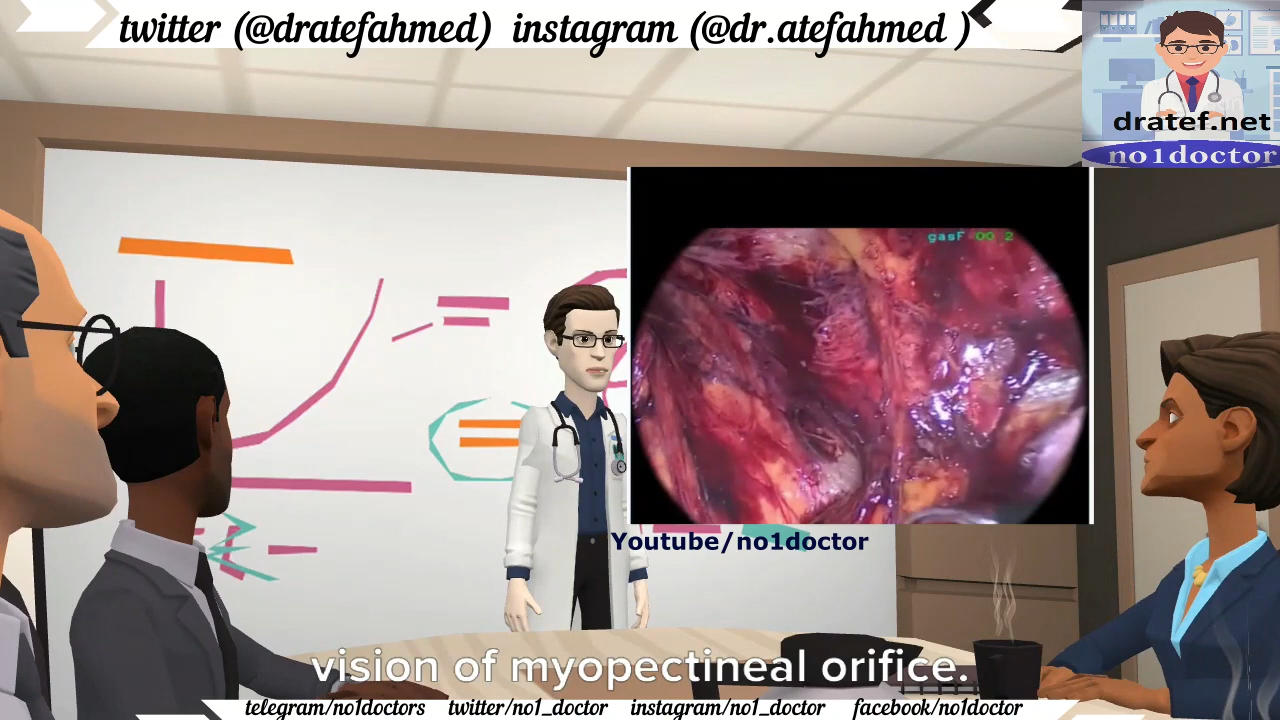 twitter (@dratefahmed) instagram (@dr.atefahmed )
dratef.net
no1doctor
gasF 00 2
Youtube/no1doctor
vision of myopectineal orifice.
telegram/no1doctors twitter/no1_doctor instagram/no1_doctor facebook/no1doctor